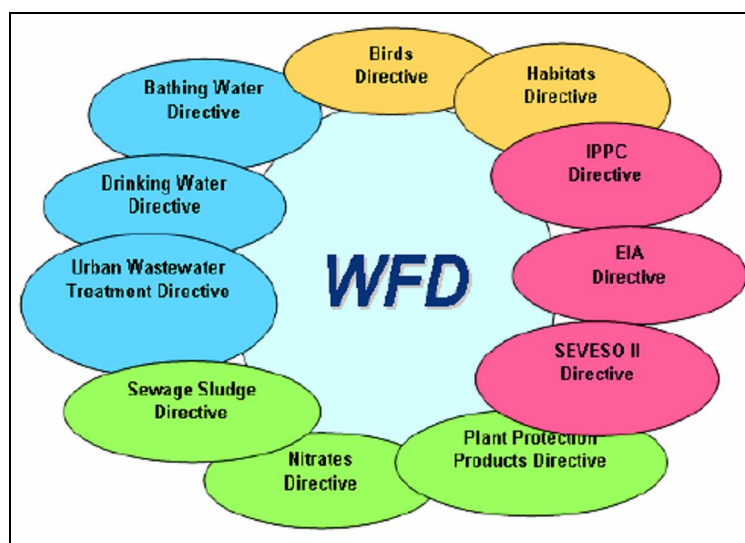 Birds
Directive
Habitats
Directive
Bathing Water
Directive
IPPC
Directive
Drinking Water
Directive
EIA
Directive
Urban Wastewater
Treatment Directive
WFD
SEVESO II
Directive
Sewage Sludge
Directive
Plant Protection
Products Directive
Nitrates
Directive